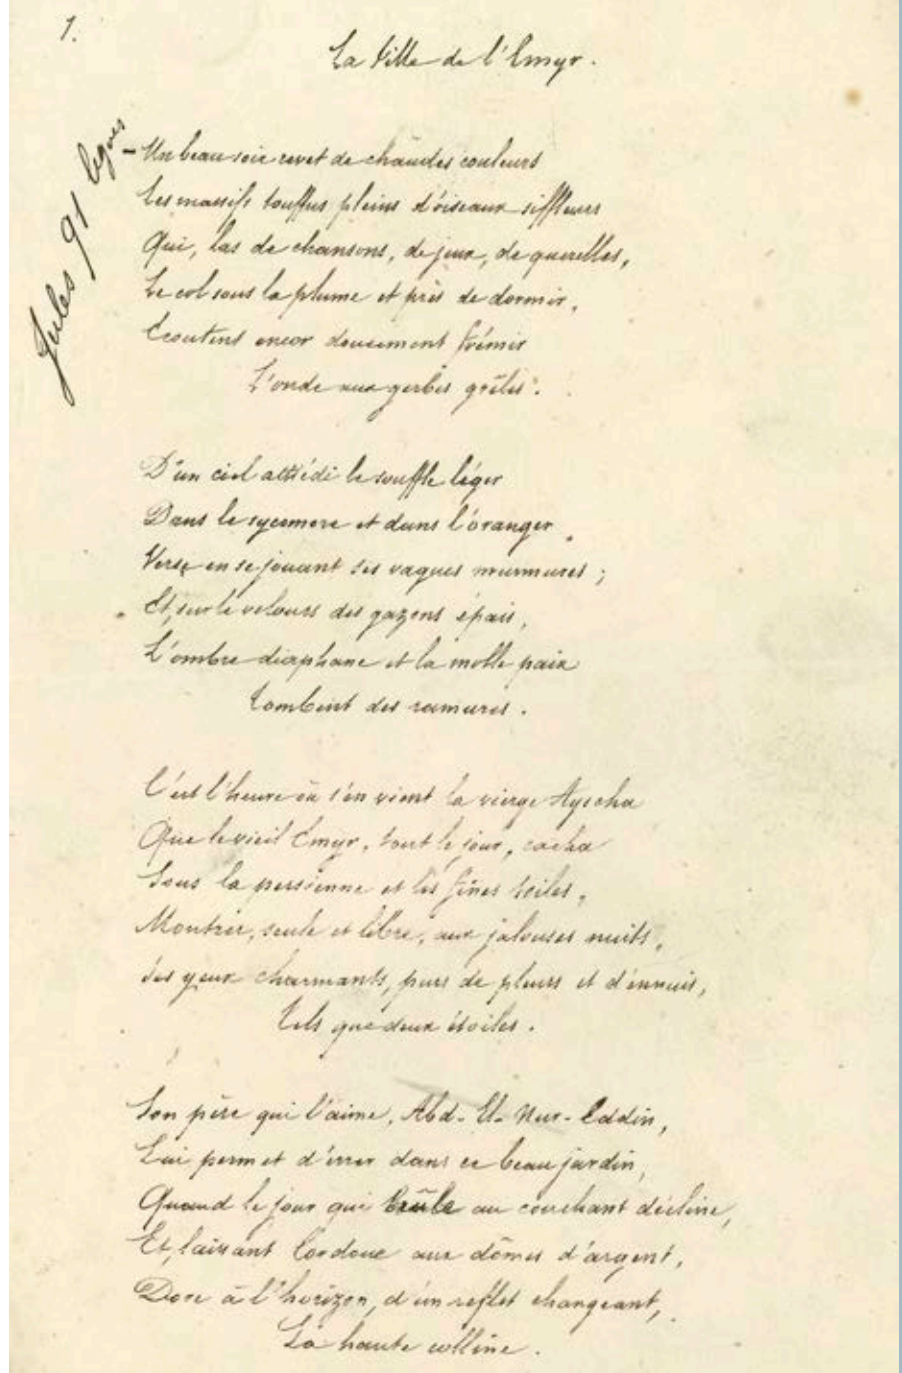 1.
La Fille de l'Emyr.
Jules 91 lignes
- Un beau soir revet de chaudes couleurs
Les massifs touffus pleins d'oiseaux siffleurs
Qui, las de chansons, de jeux, de querelles,
Le col sous la plume et près de dormir,
Écoutent encor doucement frémir
L'onde aux gerbes grêles.
D'un ciel attiédi le souffle léger
Dans le sycomore et dans l'oranger
Verse en se jouant ses vagues murmures ;
Et, sur le velours des gazons épais,
L'ombre diaphane et la molle paix
Tombent des ramures.
C'est l'heure où s'en vient la vierge Ayscha
Que le vieil Emyr, tout le jour, cacha
Sous la persienne et les fines toiles,
Montrer, seule et libre, aux jalouses nuits,
Ses yeux charmants, purs de pleurs et d'ennuis,
Tels que deux étoiles.
Son père qui l'aime, Abd-El-Nur-Eddin,
Lui permet d'errer dans ce beau jardin,
Quand le jour qui brûle au couchant décline,
Et, laissant Cordoue aux dômes d'argent,
Dore à l'horizon, d'un reflet changeant,
La haute colline.